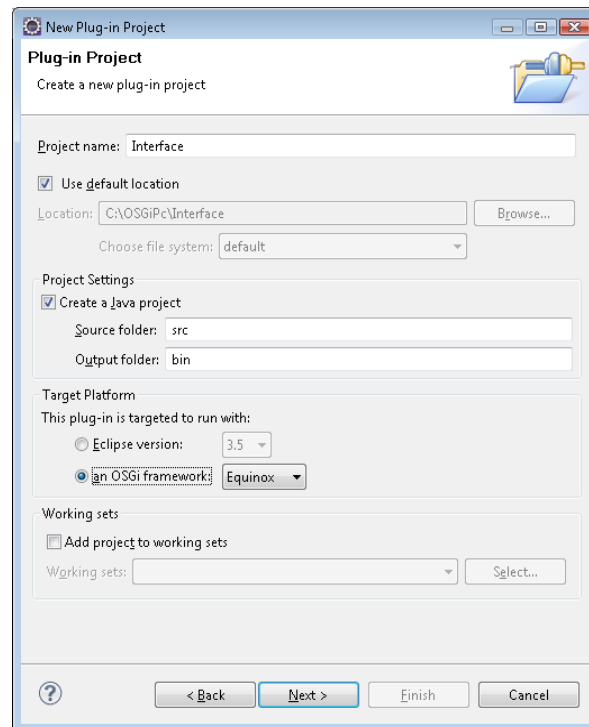 New Plug-in Project
Plug-in Project
Create a new plug-in project
Project name: Interface
Use default location
Location: C:\OSGiPc\Interface Browse...
Choose file system: default
Project Settings
Create a Java project
Source folder: src
Output folder: bin
Target Platform
This plug-in is targeted to run with:
Eclipse version: 3.5
an OSGi framework: Equinox
Working sets
Add project to working sets
Working sets: Select...
? < Back Next > Finish Cancel